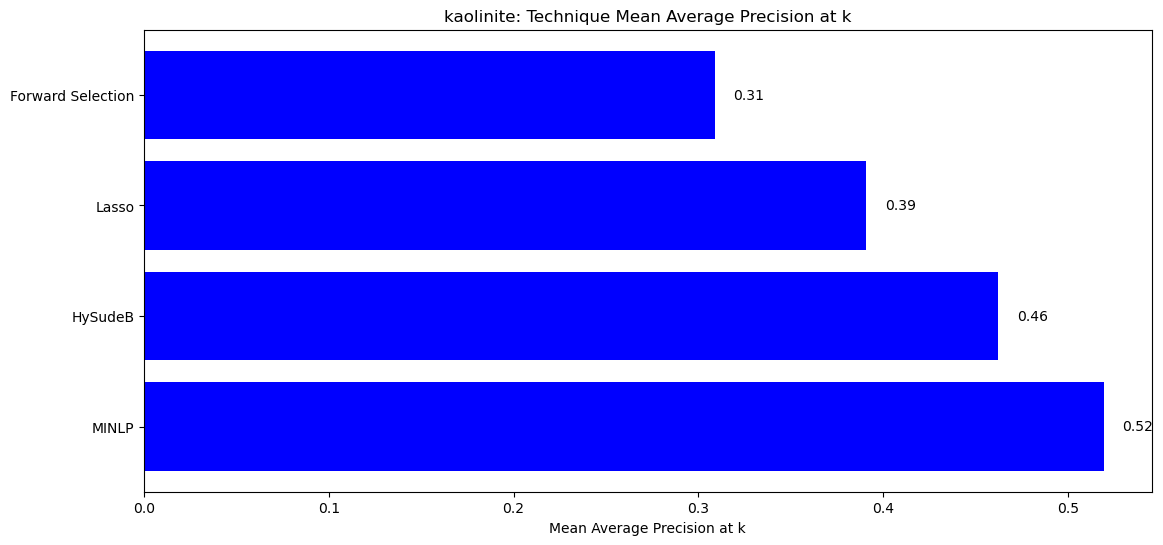 kaolinite: Technique Mean Average Precision at k
Forward Selection
0.31
Lasso
0.39
HySudeB
0.46
MINLP
0.52
0.0 0.1 0.2 0.3 0.4 0.5
Mean Average Precision at k